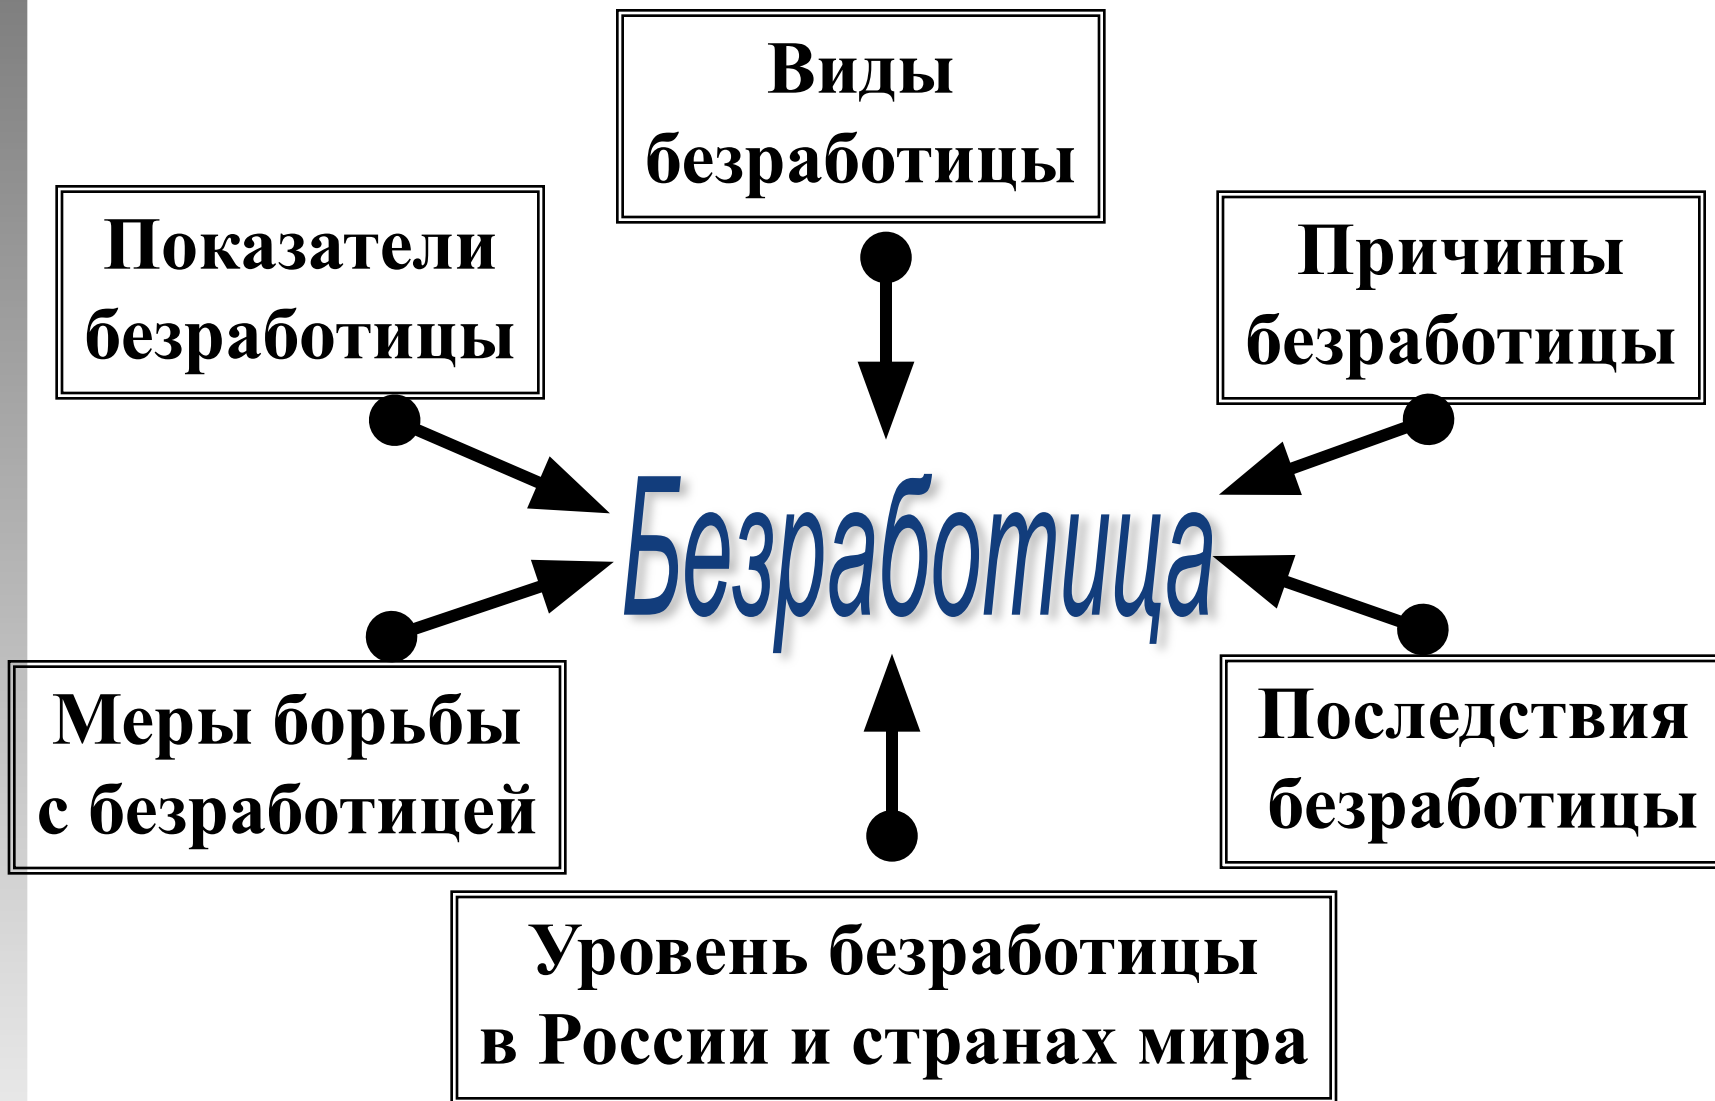 Виды
безработицы
Показатели
безработицы
Причины
безработицы
Безработица
Меры борьбы
с безработицей
Последствия
безработицы
Уровень безработицы
в России и странах мира